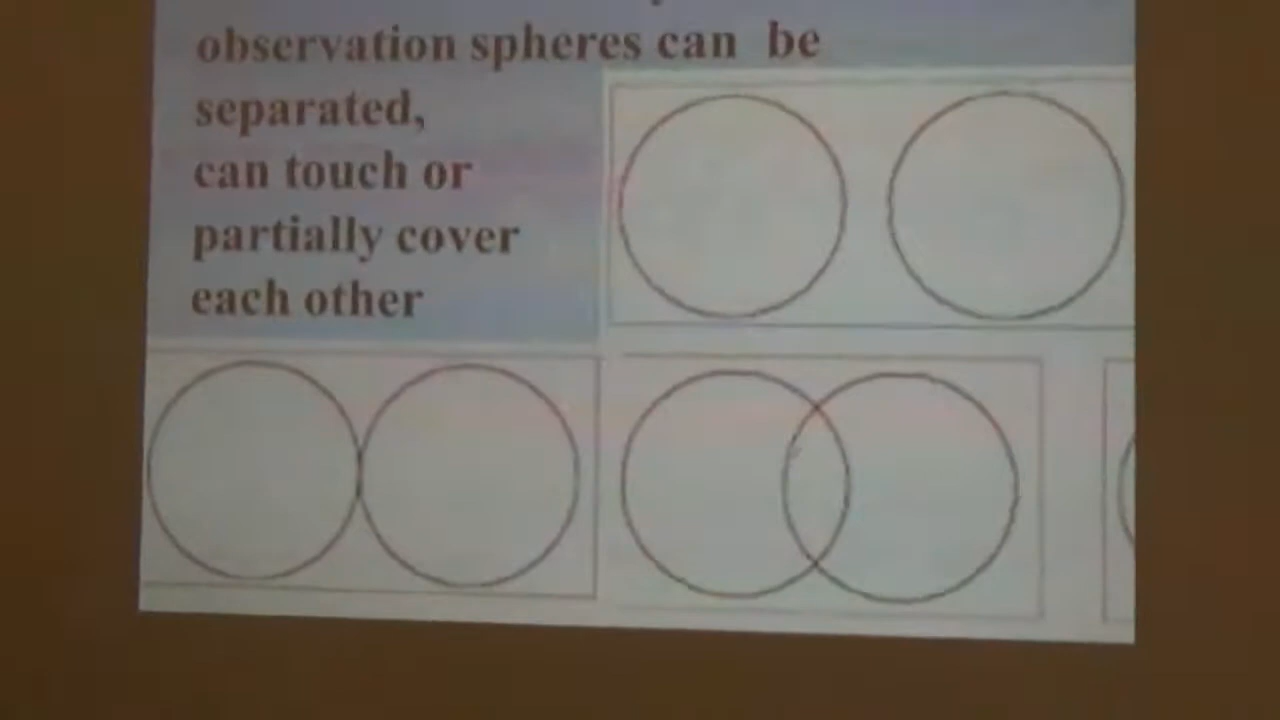 observation spheres can be
separated,
can touch or
partially cover
each other